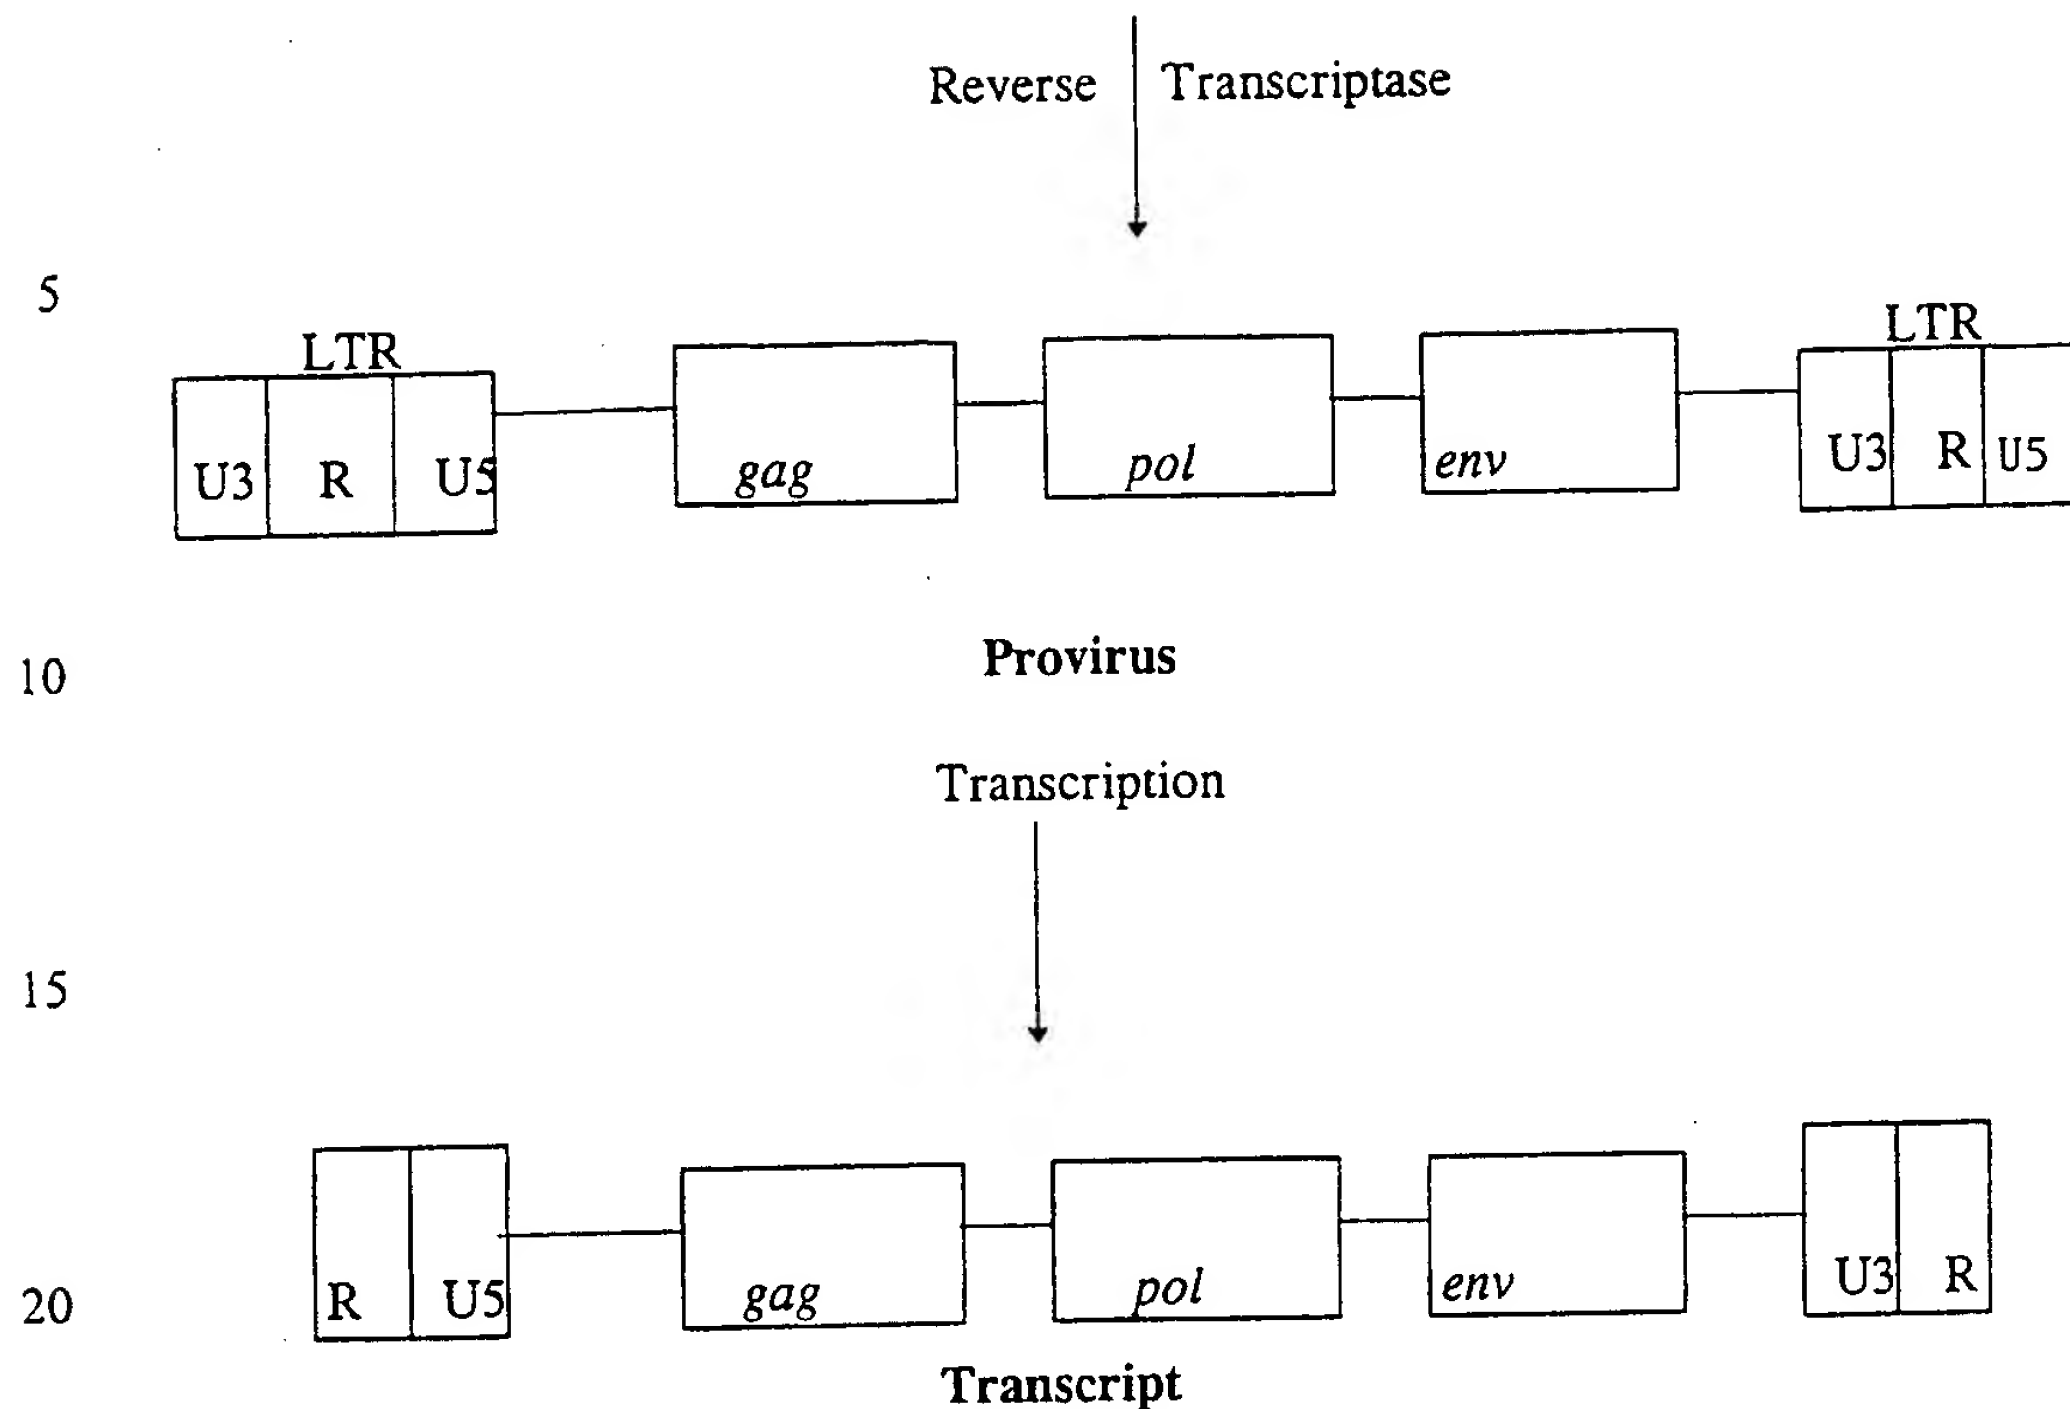 Reverse Transcriptase
5
LTR LTR
U3 R U5 gag pol env U3 R U5
10 Provirus
Transcription
15
20 R U5 gag pol env U3 R
Transcript